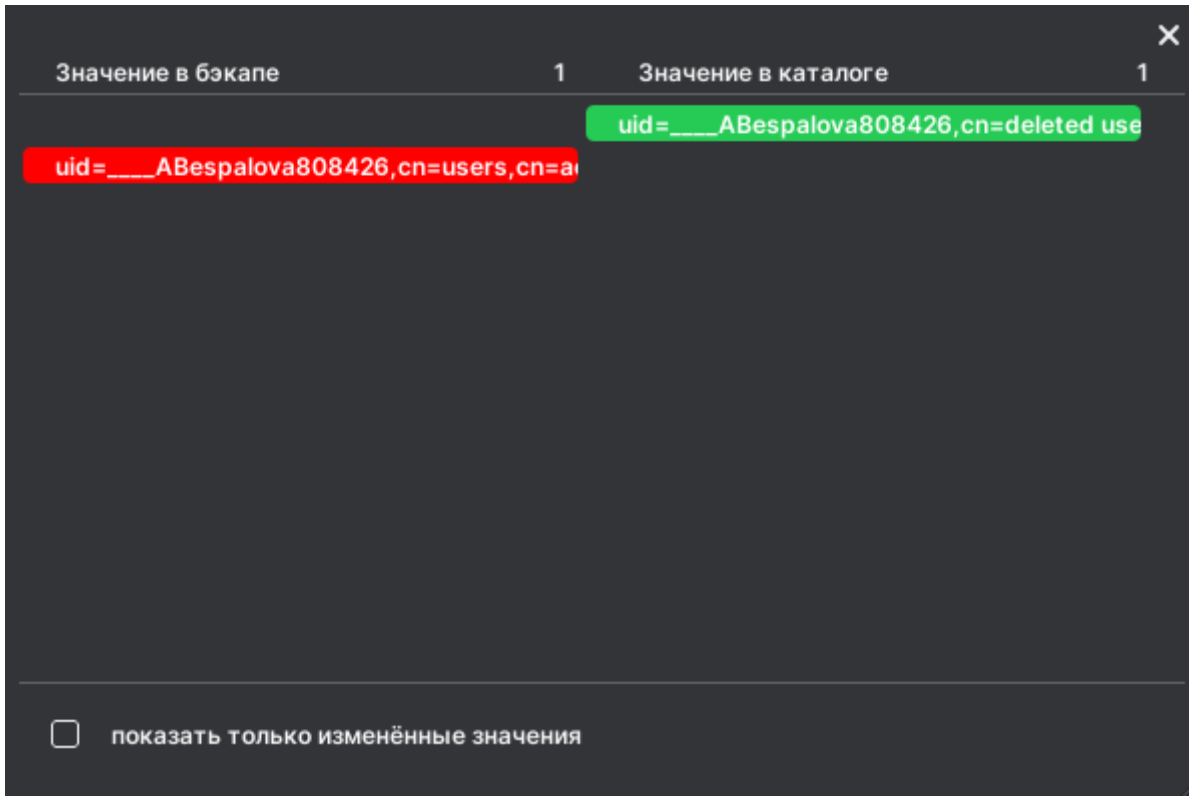 Значение в бэкапе 1 Значение в каталоге 1
uid=____ABespalova808426,cn=deleted use
uid=____ABespalova808426,cn=users,cn=a
показать только изменённые значения